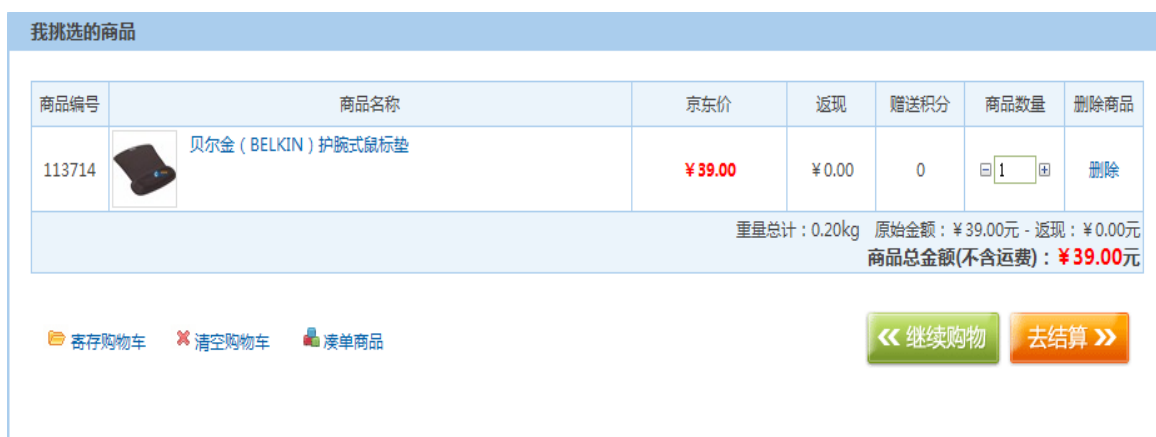 我挑选的商品
商品编号 商品名称 京东价 返现 赠送积分 商品数量 删除商品
113714 贝尔金（BELKIN）护腕式鼠标垫 ￥39.00 ￥0.00 0 1 删除
重量总计：0.20kg 原始金额：￥39.00元 - 返现：￥0.00元
商品总金额(不含运费)：￥39.00元
寄存购物车 清空购物车 凑单商品 继续购物 去结算